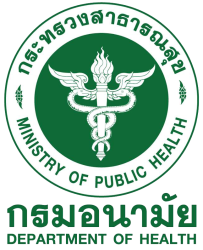 กระทรวงสาธารณสุข
MINISTRY OF PUBLIC HEALTH
กรมอนามัย
DEPARTMENT OF HEALTH